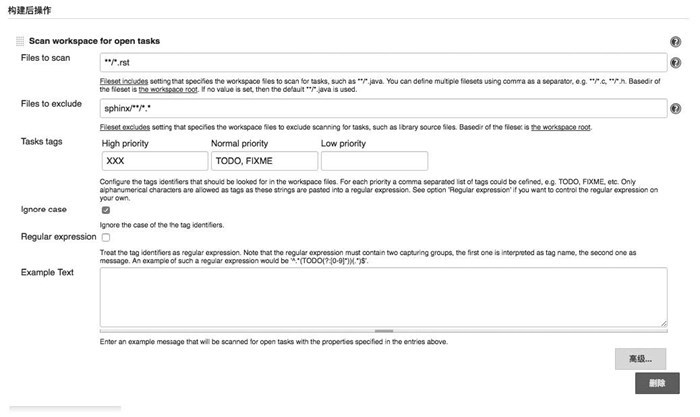 构建后操作
Scan workspace for open tasks
Files to scan
**/*.rst
Fileset includes setting that specifies the workspace files to scan for tasks, such as **/*.java. You can define multiple filesets using comma as a separator, e.g. **/*.c, **/*.h. Basedir of
the fileset is the workspace root. If no value is set, then the default **/*.java is used.
Files to exclude
sphinx/**/*.*
Fileset excludes setting that specifies the workspace files to exclude scanning for tasks, such as library source files. Basedir of the fileset is the workspace root.
Tasks tags
High priority Normal priority Low priority
XXX TODO, FIXME
Configure the tags identifiers that should be looked for in the workspace files. For each priority a comma separated list of tags could be cefined, e.g. TODO, FIXME, etc. Only
alphanumerical characters are allowed as tags as these strings are pasted into a regular expression. See option 'Regular expression' if you want to control the regular expression on
your own.
Ignore case
Ignore the case of the the tag identifiers.
Regular expression
Treat the tag identifiers as regular expression. Note that the regular expression must contain two capturing groups, the first one is interpreted as tag name, the second one as
message. An example of such a regular expression would be '^.*(TODO(?:[0-9]*))(.*)$'.
Example Text
Enter an example message that will be scanned for open tasks with the properties specified in the entries above.
高级...
删除